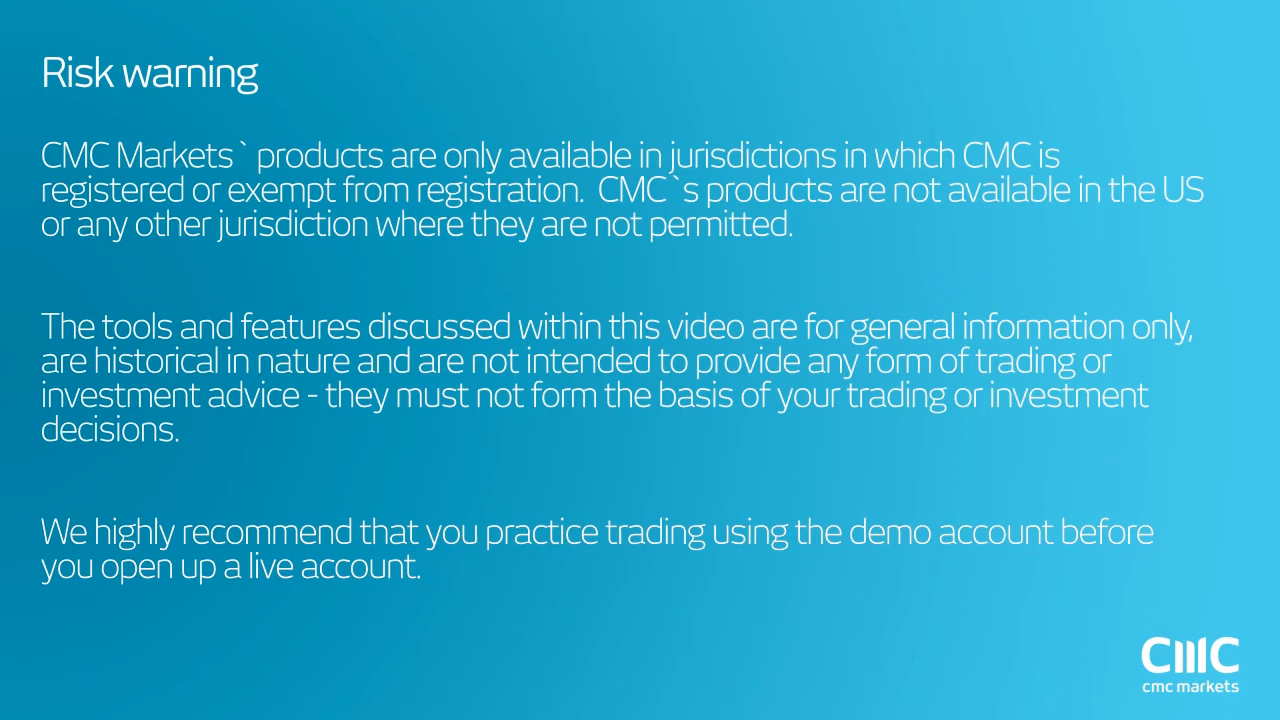 Risk warning
CMC Markets` products are only available in jurisdictions in which CMC is
registered or exempt from registration.  CMC`s products are not available in the US
or any other jurisdiction where they are not permitted.
The tools and features discussed within this video are for general information only,
are historical in nature and are not intended to provide any form of trading or
investment advice - they must not form the basis of your trading or investment
decisions.
We highly recommend that you practice trading using the demo account before
you open up a live account.
CMC
cmc markets